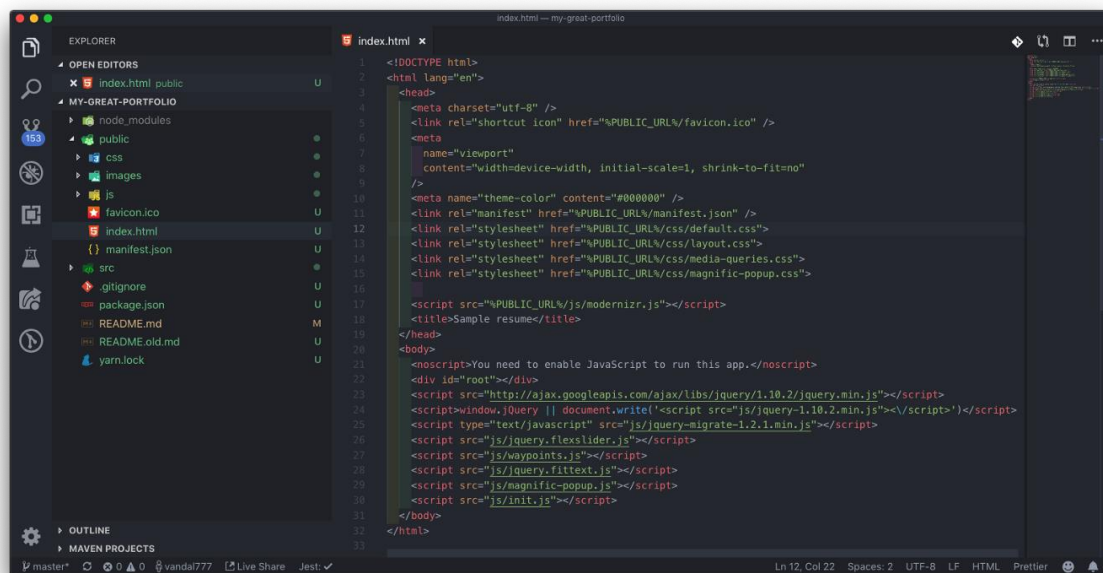 index.html — my-great-portfolio
EXPLORER
OPEN EDITORS
index.html public U
MY-GREAT-PORTFOLIO
node_modules
public
css
images
js
favicon.ico U
index.html U
manifest.json U
src
.gitignore U
package.json U
README.md M
README.old.md U
yarn.lock U
OUTLINE
MAVEN PROJECTS
153
index.html
1 <!DOCTYPE html>
2 <html lang="en">
3 <head>
4 <meta charset="utf-8" />
5 <link rel="shortcut icon" href="%PUBLIC_URL%/favicon.ico" />
6 <meta
7 name="viewport"
8 content="width=device-width, initial-scale=1, shrink-to-fit=no"
9 />
10 <meta name="theme-color" content="#000000" />
11 <link rel="manifest" href="%PUBLIC_URL%/manifest.json" />
12 <link rel="stylesheet" href="%PUBLIC_URL%/css/default.css">
13 <link rel="stylesheet" href="%PUBLIC_URL%/css/layout.css">
14 <link rel="stylesheet" href="%PUBLIC_URL%/css/media-queries.css">
15 <link rel="stylesheet" href="%PUBLIC_URL%/css/magnific-popup.css">
16
17 <script src="%PUBLIC_URL%/js/modernizr.js"></script>
18 <title>Sample resume</title>
19 </head>
20 <body>
21 <noscript>You need to enable JavaScript to run this app.</noscript>
22 <div id="root"></div>
23 <script src="http://ajax.googleapis.com/ajax/libs/jquery/1.10.2/jquery.min.js"></script>
24 <script>window.jQuery || document.write('<script src="js/jquery-1.10.2.min.js"><\/script>')</script>
25 <script type="text/javascript" src="js/jquery-migrate-1.2.1.min.js"></script>
26 <script src="js/jquery.flexslider.js"></script>
27 <script src="js/waypoints.js"></script>
28 <script src="js/jquery.fittext.js"></script>
29 <script src="js/magnific-popup.js"></script>
30 <script src="js/init.js"></script>
31 </body>
32 </html>
33
master* 0 0 vandal777 Live Share Jest: Ln 12, Col 22 Spaces: 2 UTF-8 LF HTML Prettier